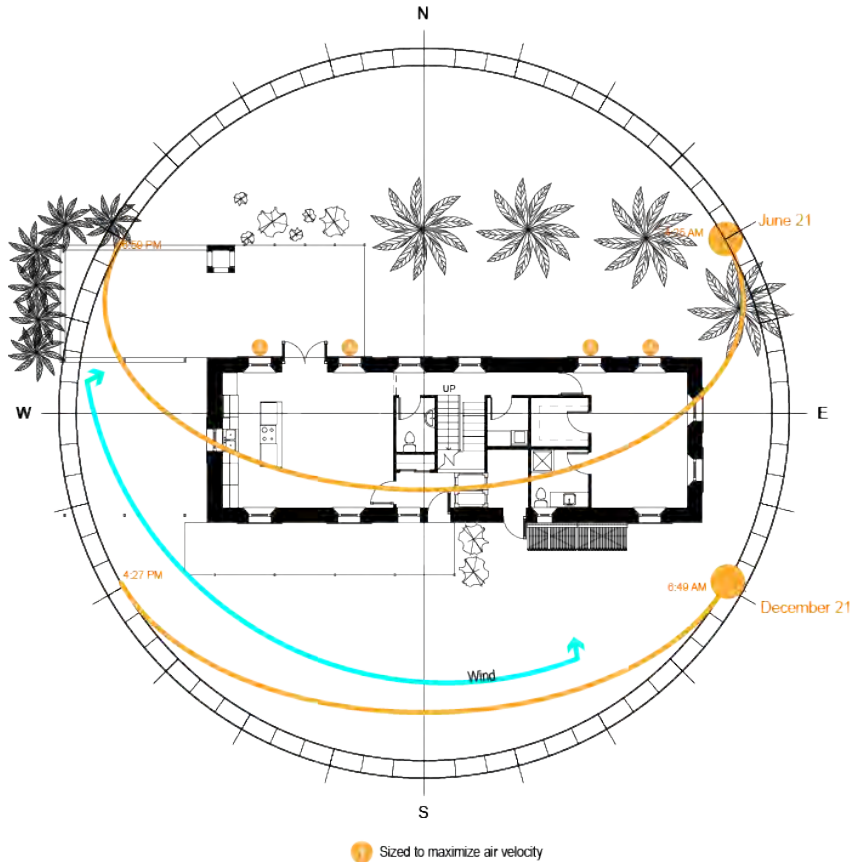 N
June 21
UP
W
E
4:27 PM
6:49 AM
December 21
Wind
S
Sized to maximize air velocity